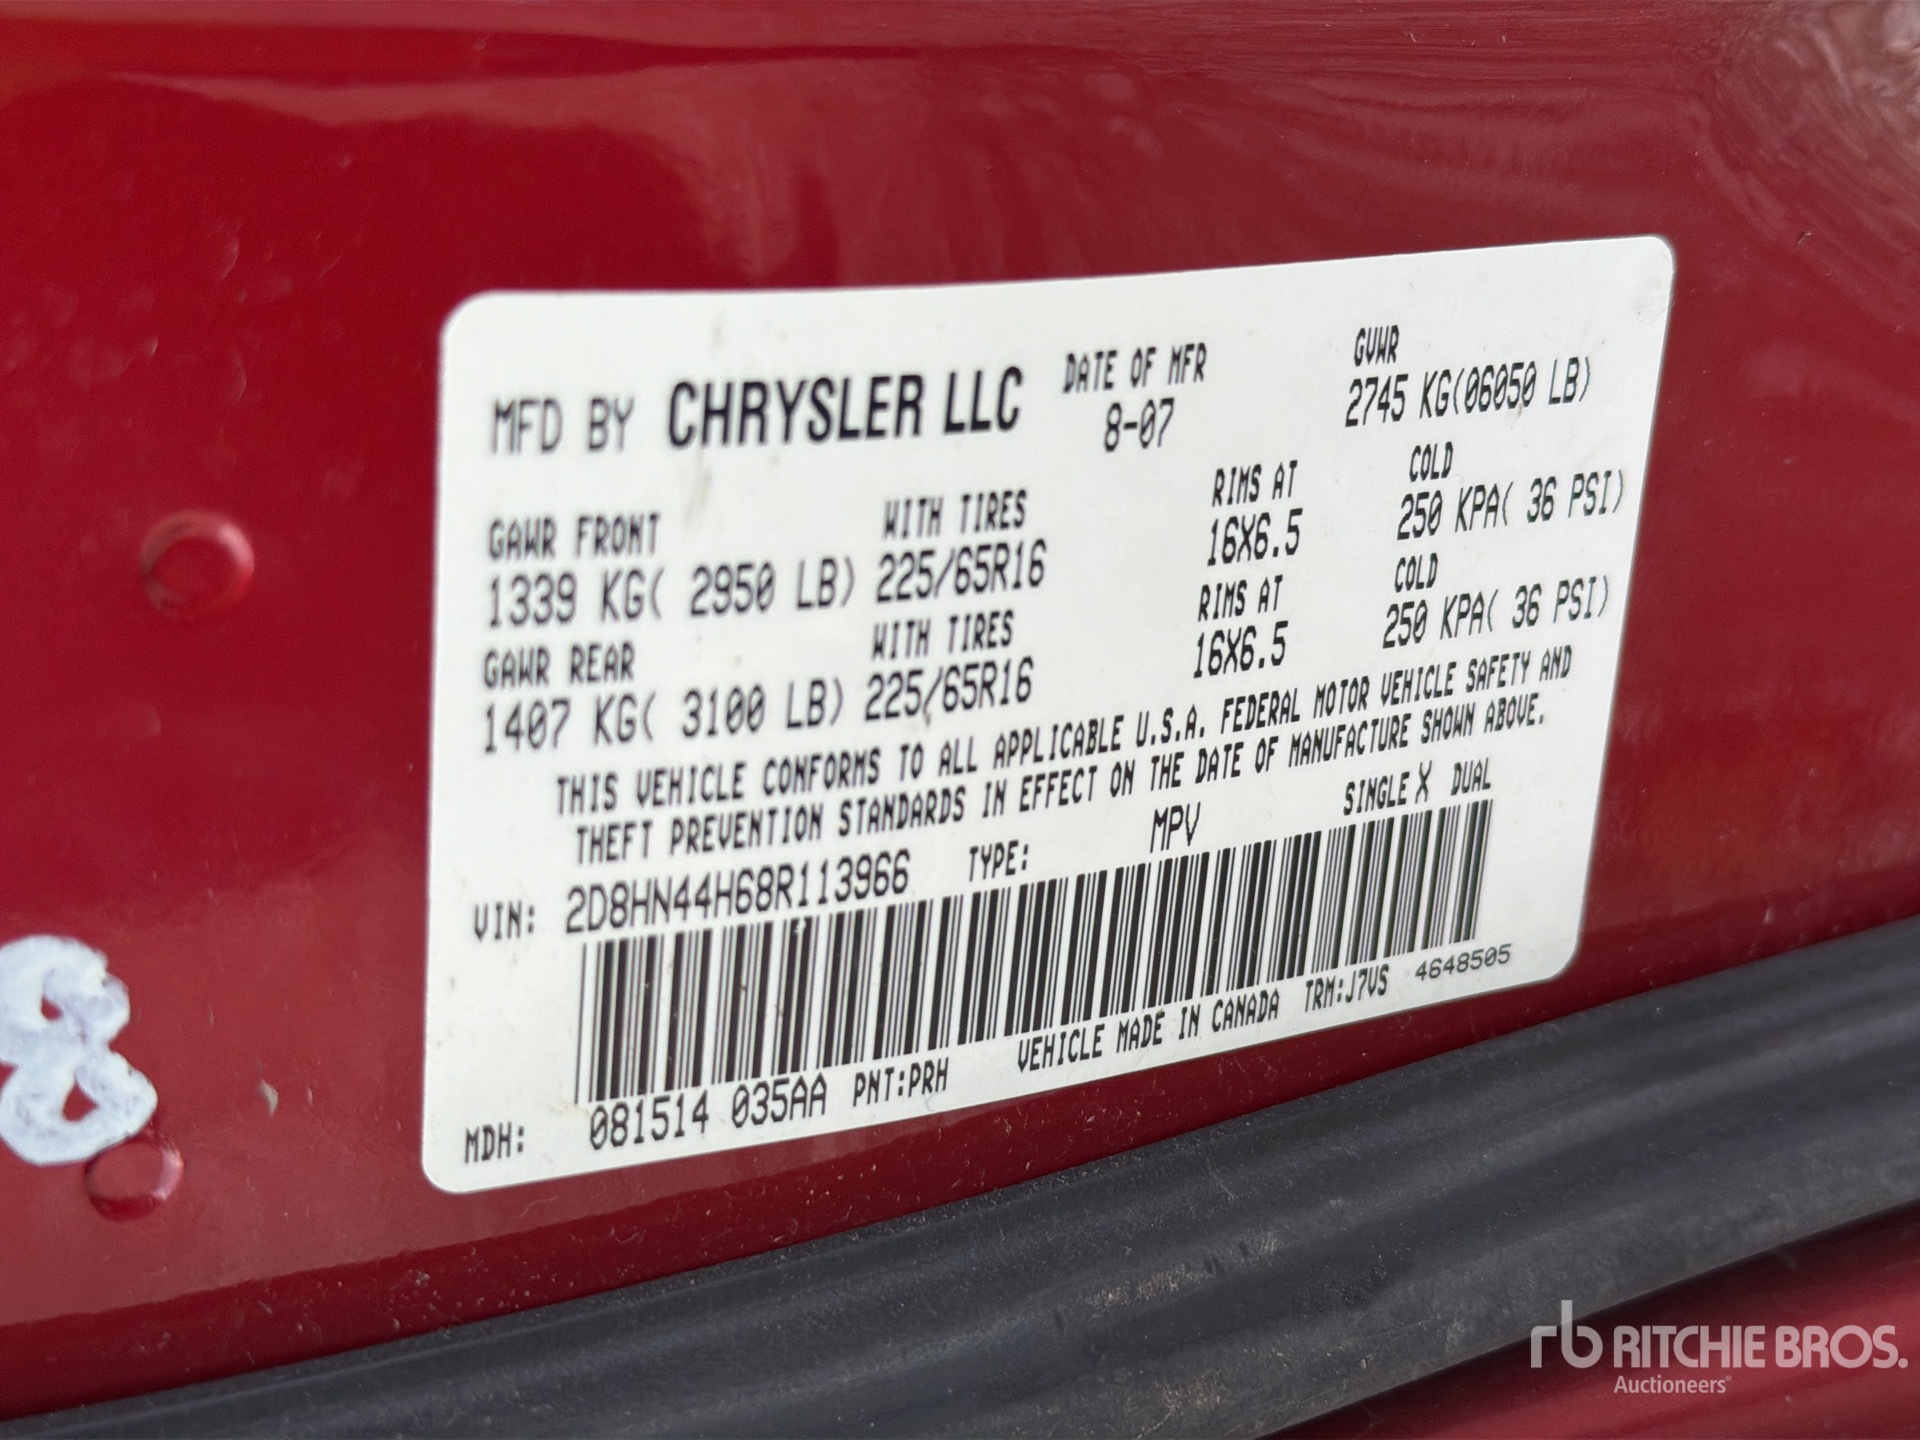 MFD BY CHRYSLER LLC DATE OF MFR GVWR
8-07 2745 KG(06050 LB)
GAWR FRONT WITH TIRES RIMS AT COLD
1339 KG( 2950 LB) 225/65R16 16X6.5 250 KPA( 36 PSI)
GAWR REAR WITH TIRES RIMS AT COLD
1407 KG( 3100 LB) 225/65R16 16X6.5 250 KPA( 36 PSI)
THIS VEHICLE CONFORMS TO ALL APPLICABLE U.S.A. FEDERAL MOTOR VEHICLE SAFETY AND
THEFT PREVENTION STANDARDS IN EFFECT ON THE DATE OF MANUFACTURE SHOWN ABOVE.
VIN: 2D8HN44H68R113966 TYPE: MPV SINGLE X DUAL
MDH: 081514 035AA PNT:PRH VEHICLE MADE IN CANADA TRM:J7VS 4648505
8
rb RITCHIE BROS.
Auctioneers